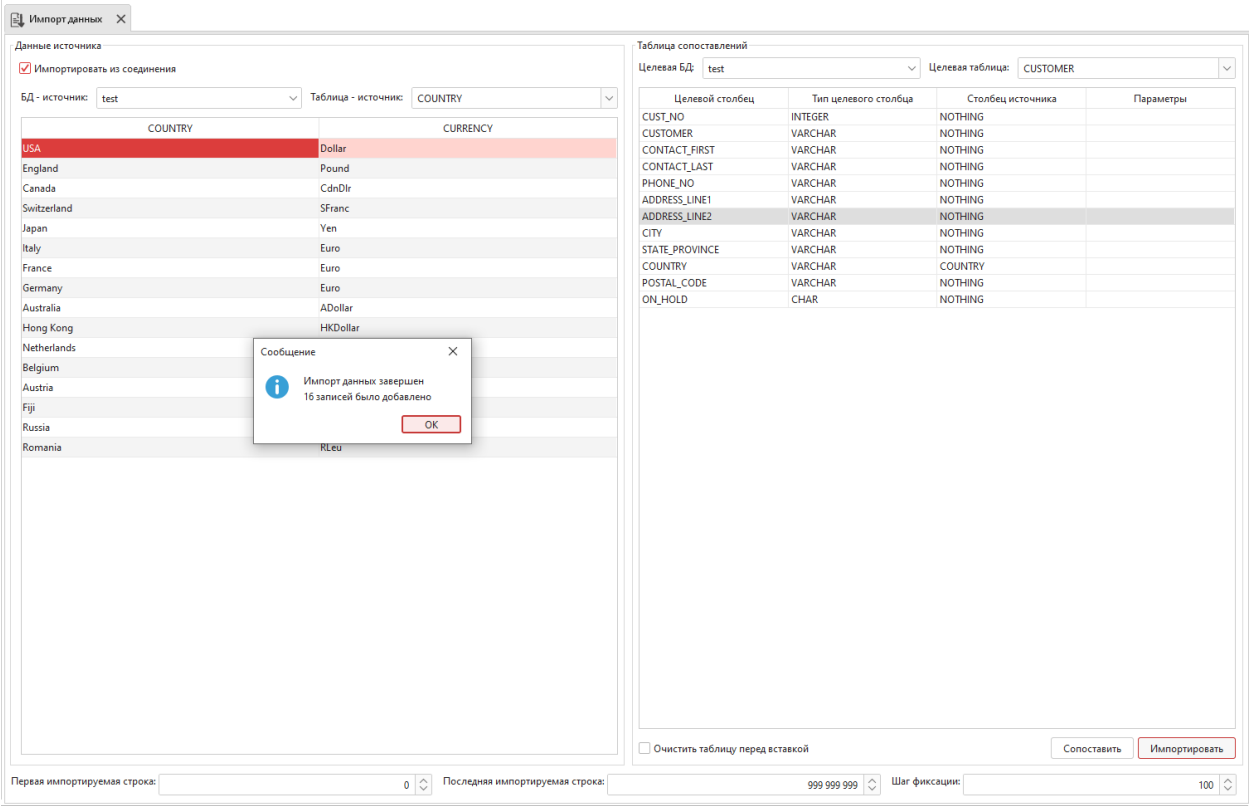 Импорт данных
Данные источника
Импортировать из соединения
БД - источник: test Таблица - источник: COUNTRY
COUNTRY CURRENCY
USA Dollar
England Pound
Canada CdnDlr
Switzerland SFranc
Japan Yen
Italy Euro
France Euro
Germany Euro
Australia ADollar
Hong Kong HKDollar
Netherlands
Belgium
Austria
Fiji
Russia
Romania RLeu
Сообщение
Импорт данных завершен
16 записей было добавлено
OK
Таблица сопоставлений
Целевая БД: test Целевая таблица: CUSTOMER
Целевой столбец Тип целевого столбца Столбец источника Параметры
CUST_NO INTEGER NOTHING
CUSTOMER VARCHAR NOTHING
CONTACT_FIRST VARCHAR NOTHING
CONTACT_LAST VARCHAR NOTHING
PHONE_NO VARCHAR NOTHING
ADDRESS_LINE1 VARCHAR NOTHING
ADDRESS_LINE2 VARCHAR NOTHING
CITY VARCHAR NOTHING
STATE_PROVINCE VARCHAR NOTHING
COUNTRY VARCHAR COUNTRY
POSTAL_CODE VARCHAR NOTHING
ON_HOLD CHAR NOTHING
Очистить таблицу перед вставкой Сопоставить Импортировать
Первая импортируемая строка: 0 Последняя импортируемая строка: 999 999 999 Шаг фиксации: 100